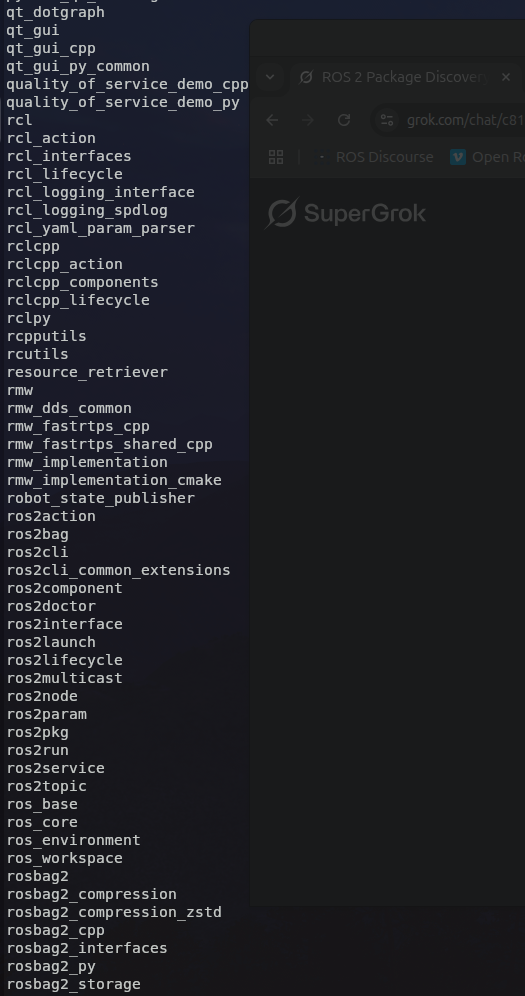 qt_dotgraph
qt_gui
qt_gui_cpp
qt_gui_py_common
quality_of_service_demo_cpp
quality_of_service_demo_py
rcl
rcl_action
rcl_interfaces
rcl_lifecycle
rcl_logging_interface
rcl_logging_spdlog
rcl_yaml_param_parser
rclcpp
rclcpp_action
rclcpp_components
rclcpp_lifecycle
rclpy
rcpputils
rcutils
resource_retriever
rmw
rmw_dds_common
rmw_fastrtps_cpp
rmw_fastrtps_shared_cpp
rmw_implementation
rmw_implementation_cmake
robot_state_publisher
ros2action
ros2bag
ros2cli
ros2cli_common_extensions
ros2component
ros2doctor
ros2interface
ros2launch
ros2lifecycle
ros2multicast
ros2node
ros2param
ros2pkg
ros2run
ros2service
ros2topic
ros_base
ros_core
ros_environment
ros_workspace
rosbag2
rosbag2_compression
rosbag2_compression_zstd
rosbag2_cpp
rosbag2_interfaces
rosbag2_py
rosbag2_storage
ROS 2 Package Discover
grok.com/chat/c81
ROS Discourse
Open R
SuperGrok